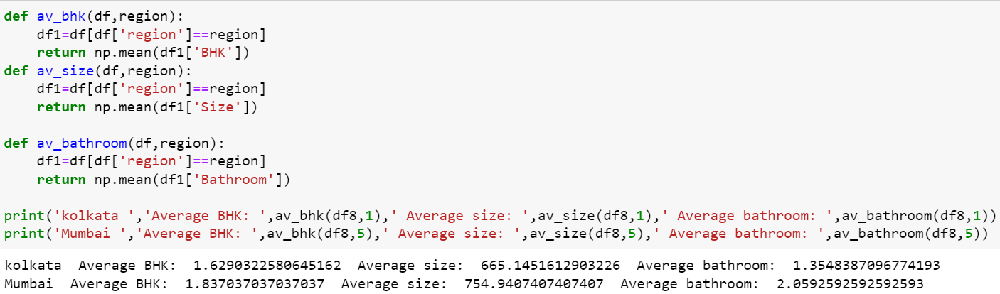 def av_bhk(df,region):
    df1=df[df['region']==region]
    return np.mean(df1['BHK'])
def av_size(df,region):
    df1=df[df['region']==region]
    return np.mean(df1['Size'])

def av_bathroom(df,region):
    df1=df[df['region']==region]
    return np.mean(df1['Bathroom'])

print('kolkata ','Average BHK: ',av_bhk(df8,1),' Average size: ',av_size(df8,1),' Average bathroom: ',av_bathroom(df8,1))
print('Mumbai ','Average BHK: ',av_bhk(df8,5),' Average size: ',av_size(df8,5),' Average bathroom: ',av_bathroom(df8,5))
kolkata  Average BHK:  1.6290322580645162  Average size:  665.1451612903226  Average bathroom:  1.3548387096774193
Mumbai  Average BHK:  1.837037037037037  Average size:  754.9407407407407  Average bathroom:  2.0592592592592593